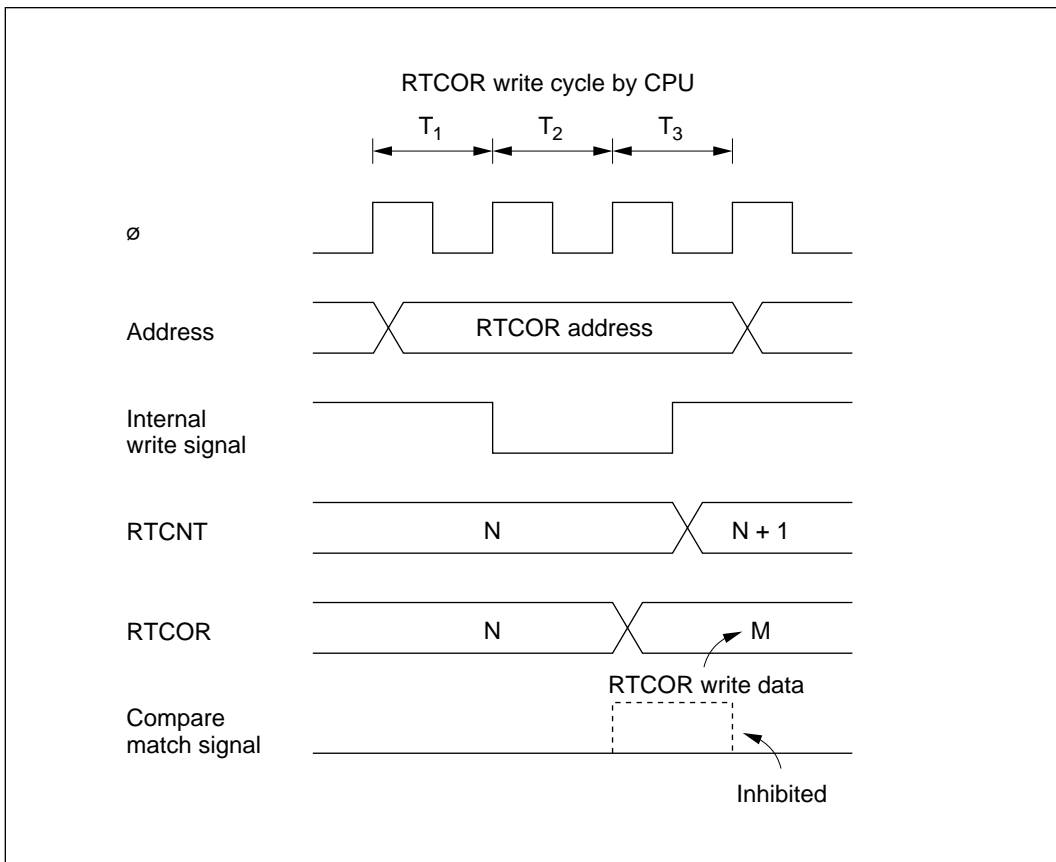 RTCOR write cycle by CPU
T1 T2 T3
ø
Address
RTCOR address
Internal
write signal
RTCNT
N
N + 1
RTCOR
N
M
RTCOR write data
Compare
match signal
Inhibited